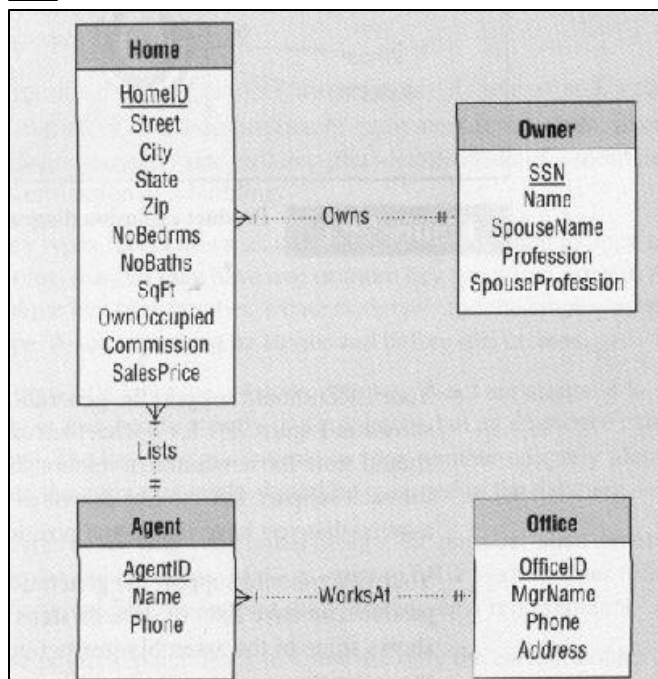 Home
HomeID
Street
City
State
Zip
NoBedrms
NoBaths
SqFt
OwnOccupied
Commission
SalesPrice
Owns
Owner
SSN
Name
SpouseName
Profession
SpouseProfession
Lists
Agent
AgentID
Name
Phone
WorksAt
Office
OfficeID
MgrName
Phone
Address